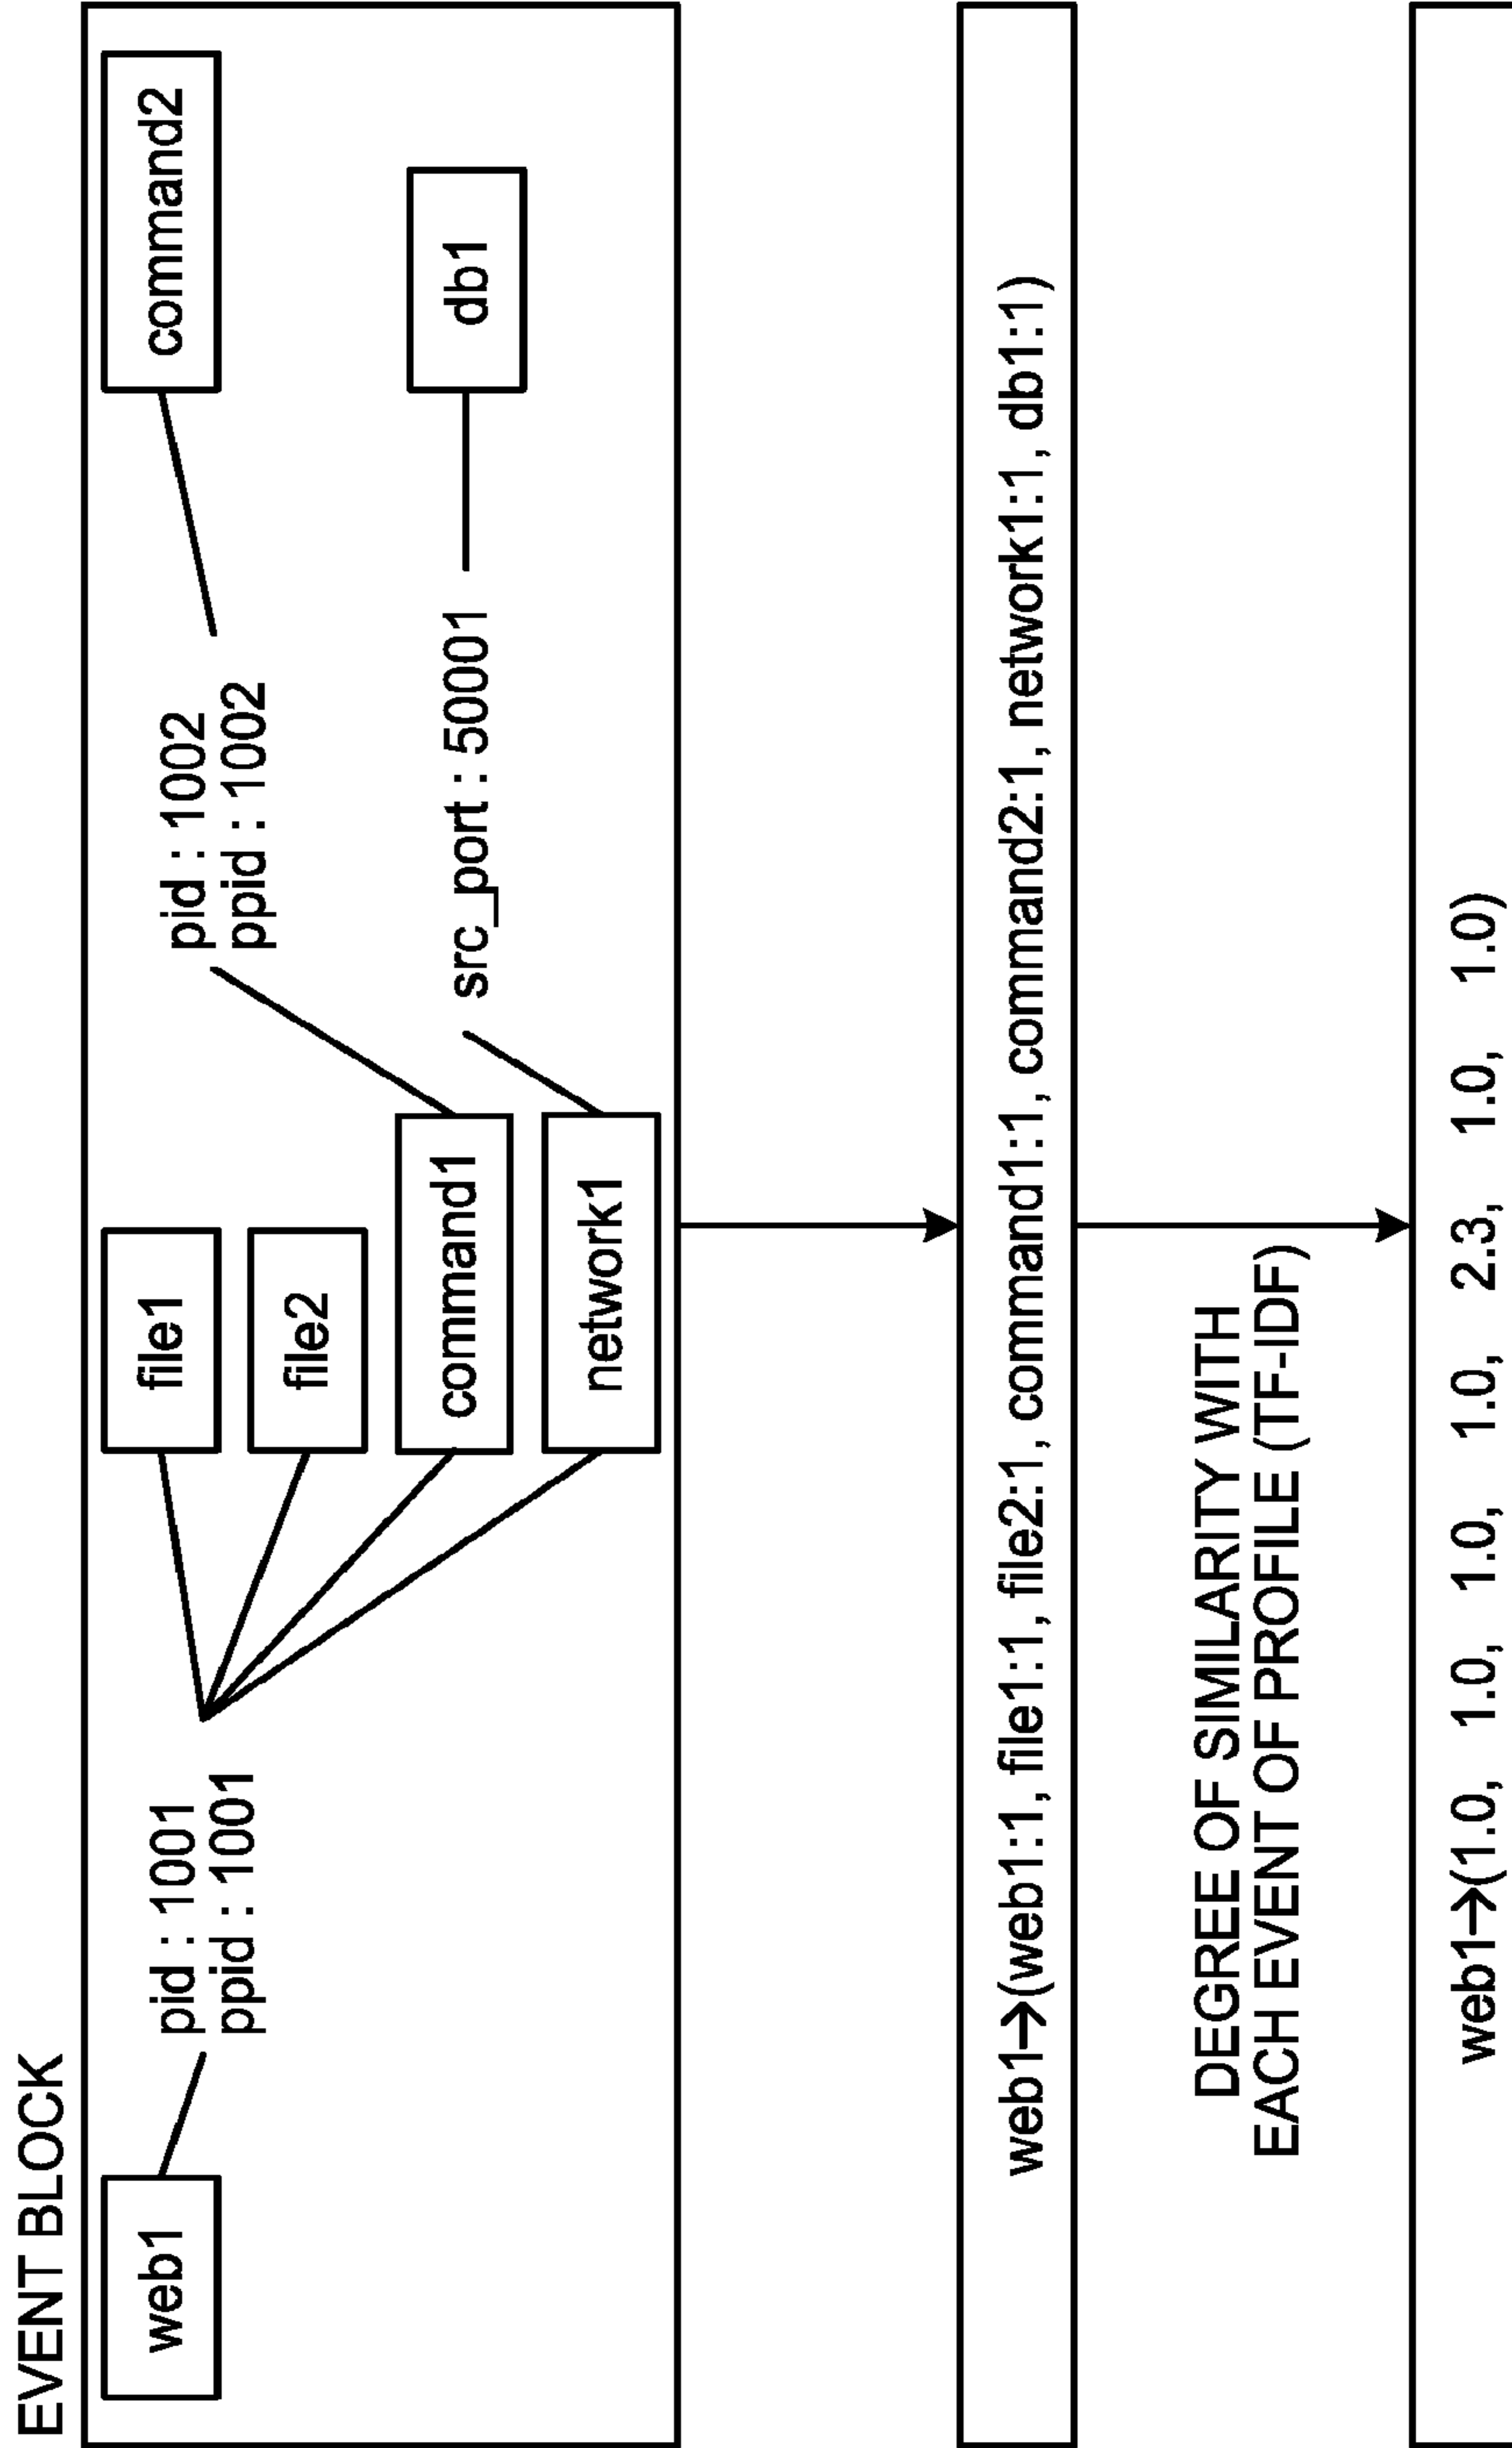 EVENT BLOCK
web1
pid : 1001
ppid : 1001
file1
file2
command1
network1
pid : 1002
ppid : 1002
src_port : 50001
command2
db1
web1→(web1:1, file1:1, file2:1, command1:1, command2:1, network1:1, db1:1)
DEGREE OF SIMILARITY WITH
EACH EVENT OF PROFILE (TF-IDF)
web1→(1.0, 1.0, 1.0, 1.0, 2.3, 1.0, 1.0)